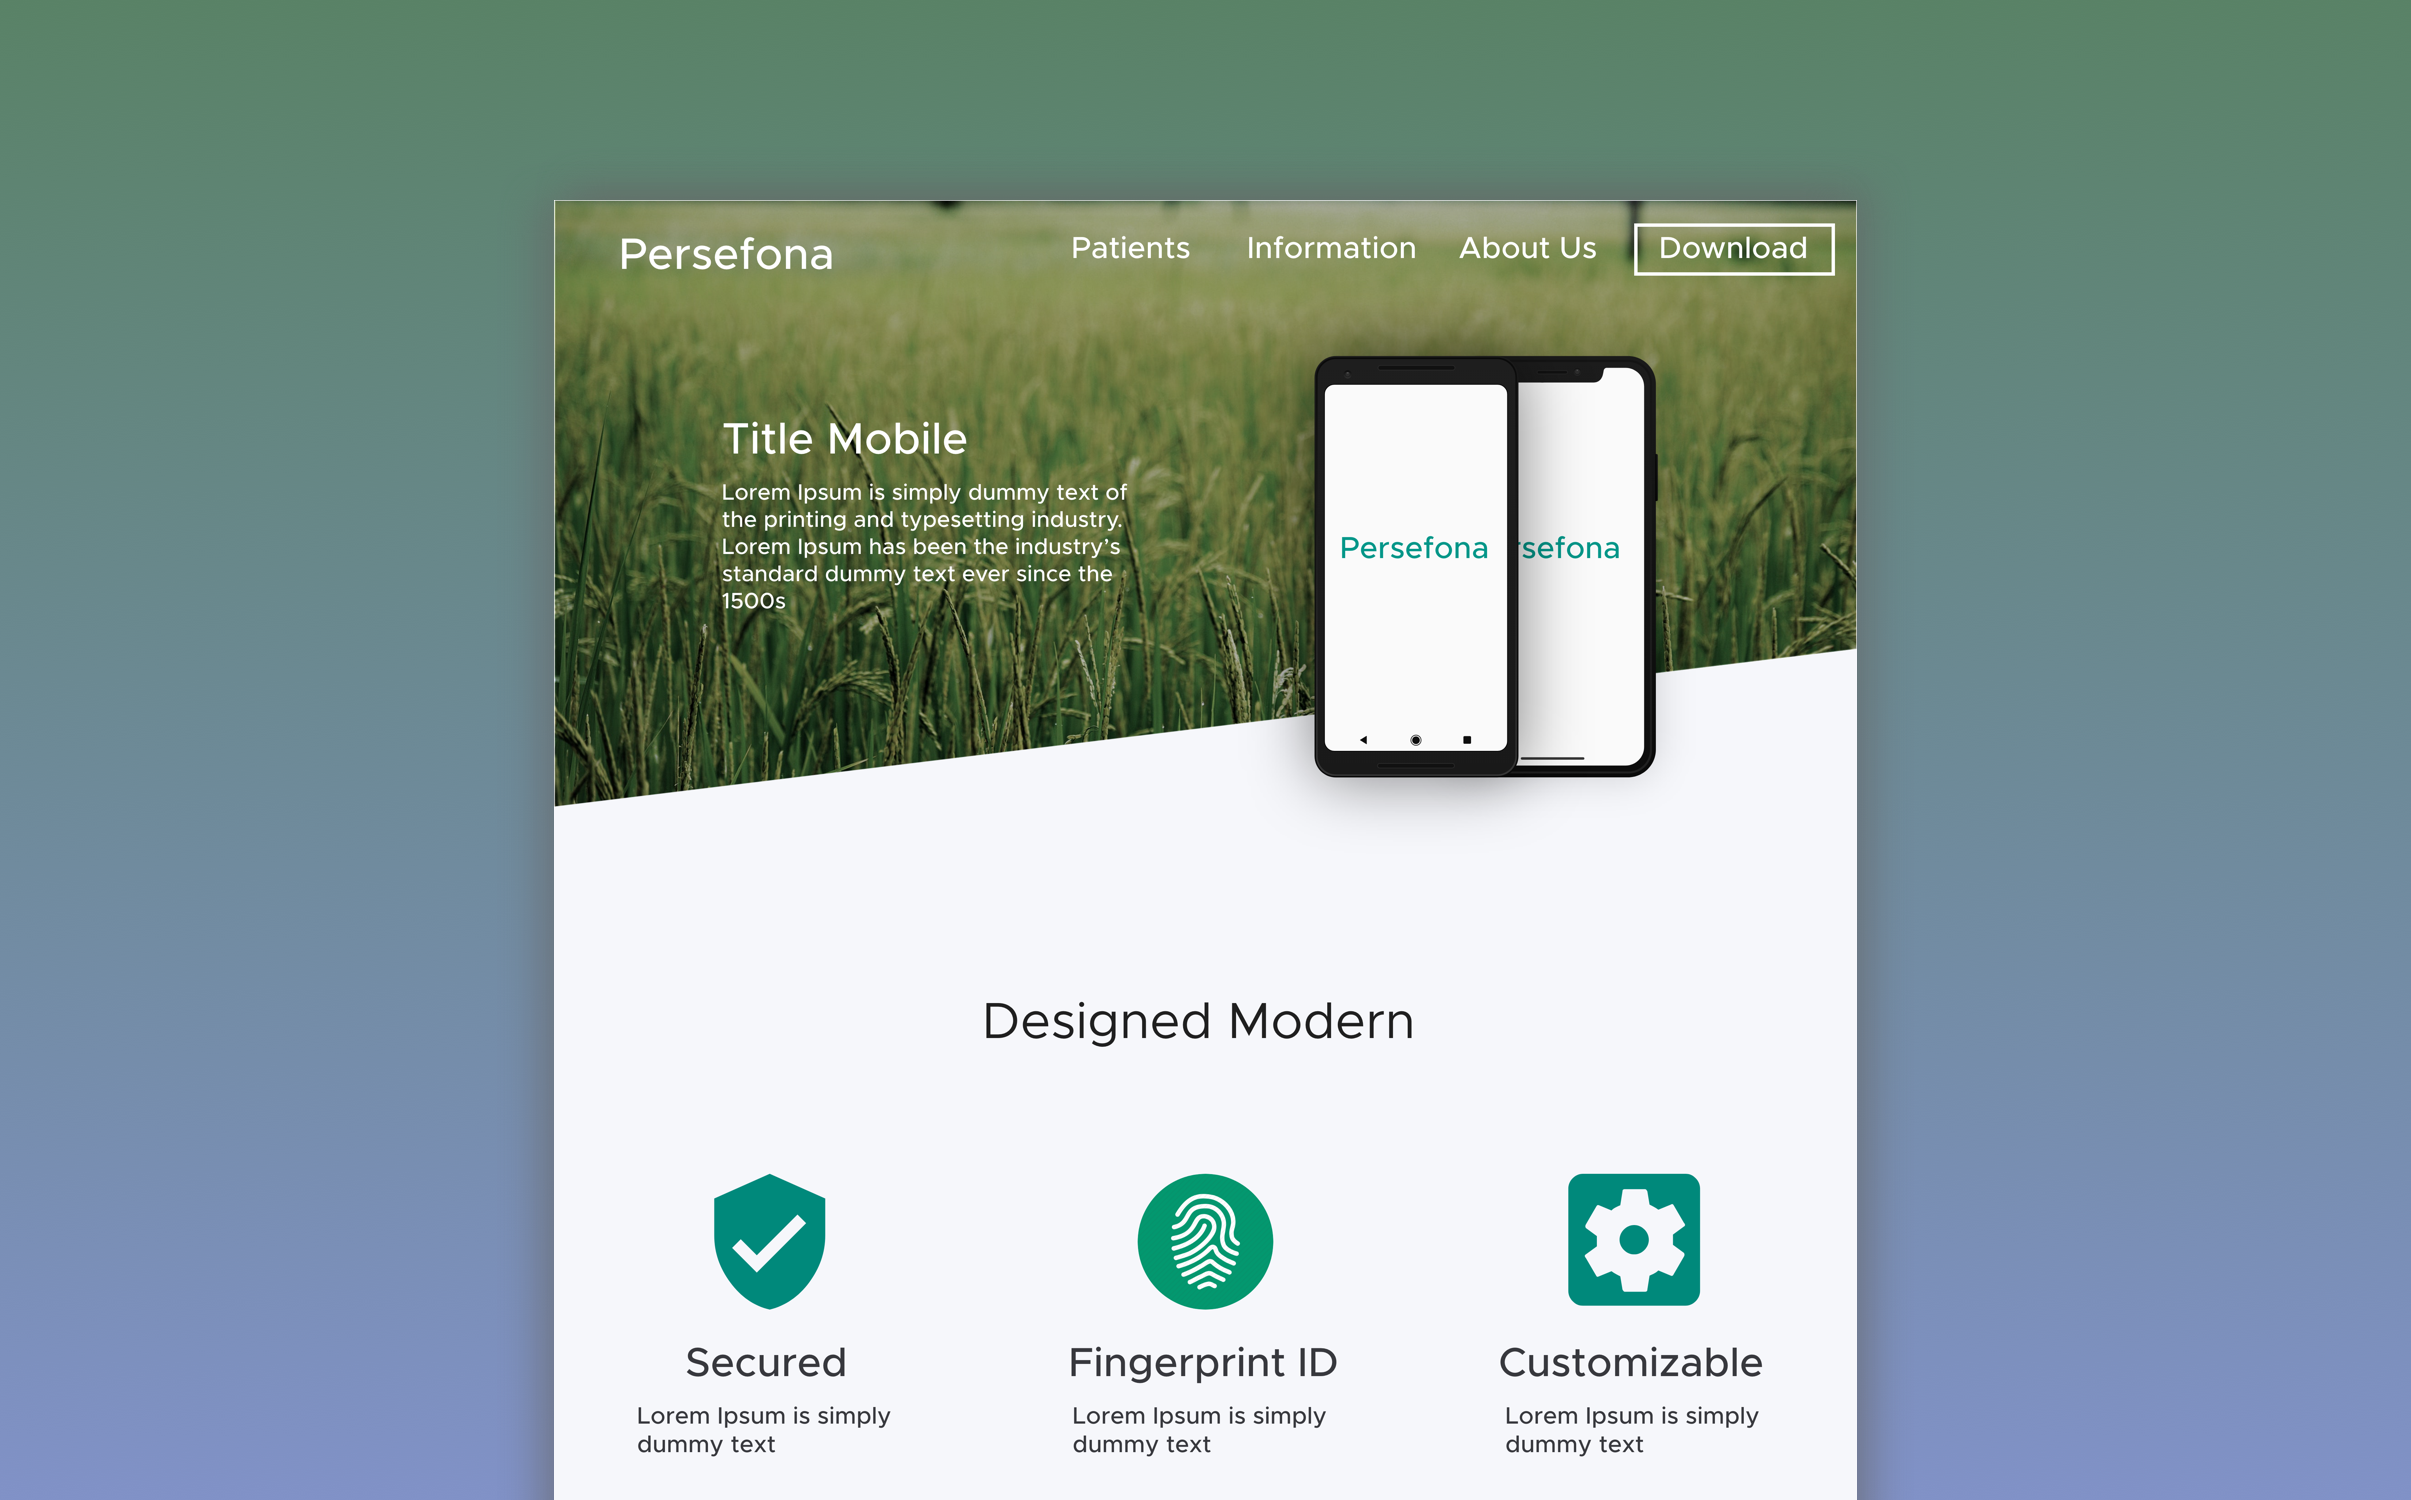 Persefona
Patients
Information
About Us
Download
Title Mobile
Lorem Ipsum is simply dummy text of
the printing and typesetting industry.
Lorem Ipsum has been the industry's
standard dummy text ever since the
1500s
Persefona
rsefona
Designed Modern
Secured
Lorem Ipsum is simply
dummy text
Fingerprint ID
Lorem Ipsum is simply
dummy text
Customizable
Lorem Ipsum is simply
dummy text